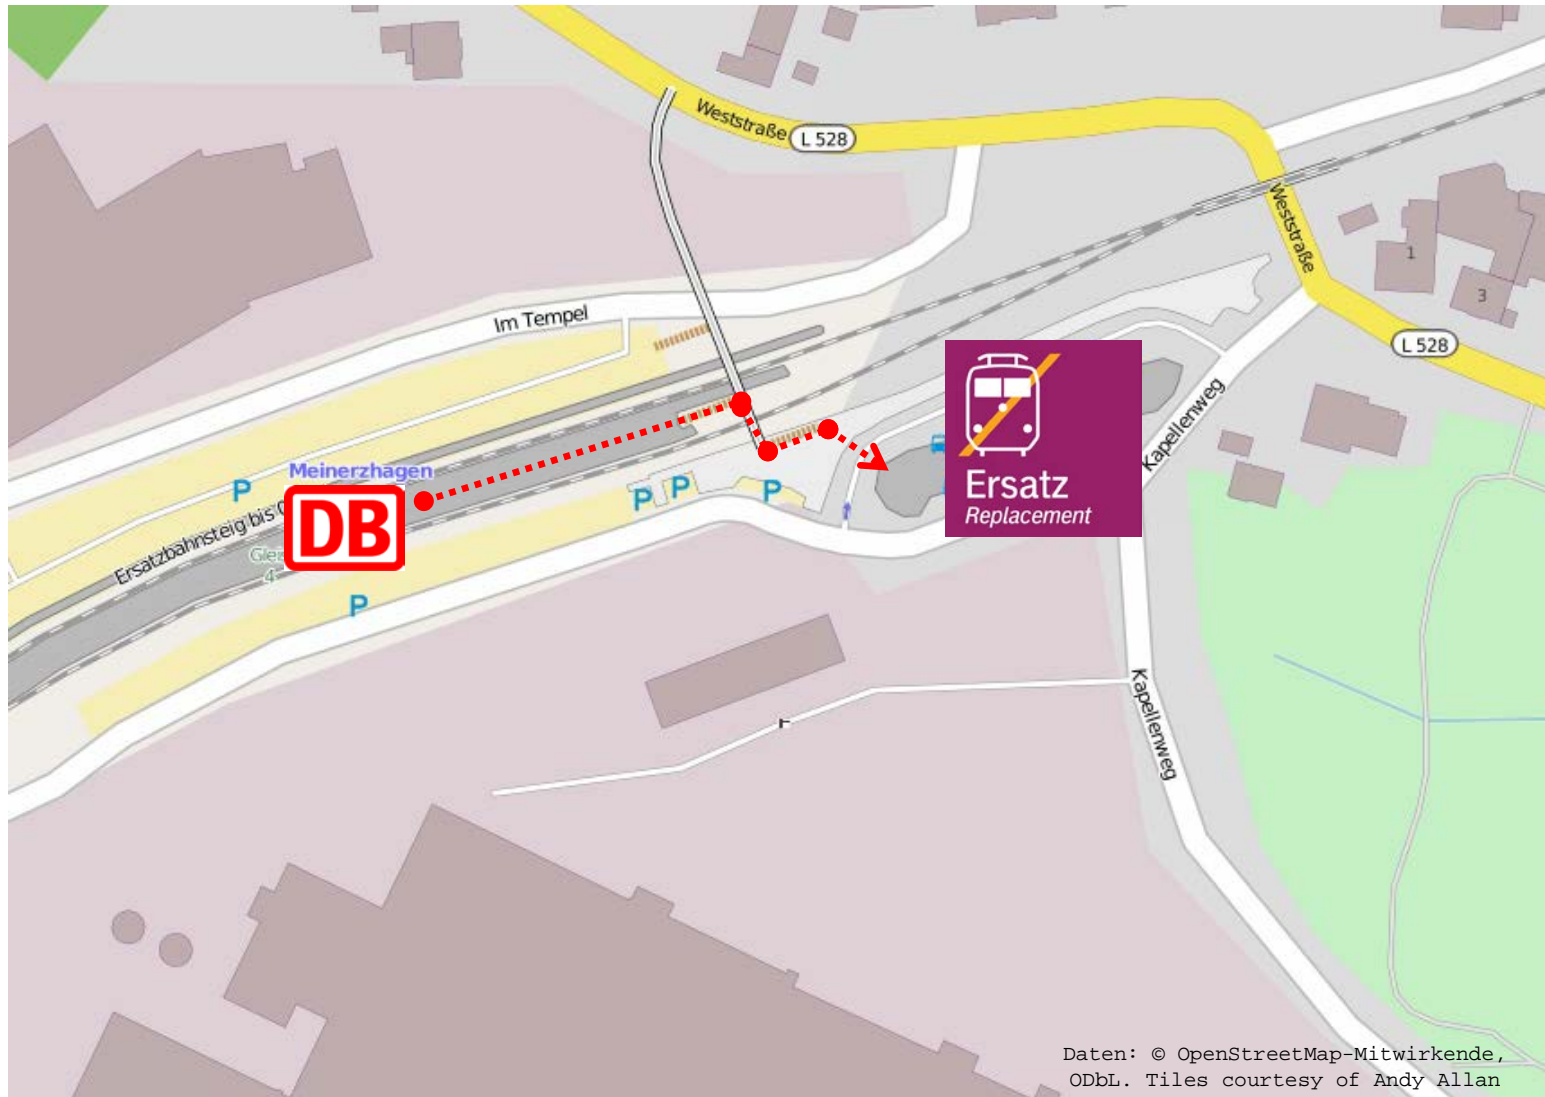 Weststraße
L 528
Weststraße
1
3
Im Tempel
L 528
Kapellenweg
Meinerzhagen
P
Ersatzbahnsteig bis
DB
4
P
P
P
P
Ersatz
Replacement
Kapellenweg
Daten: © OpenStreetMap-Mitwirkende,
ODbL. Tiles courtesy of Andy Allan